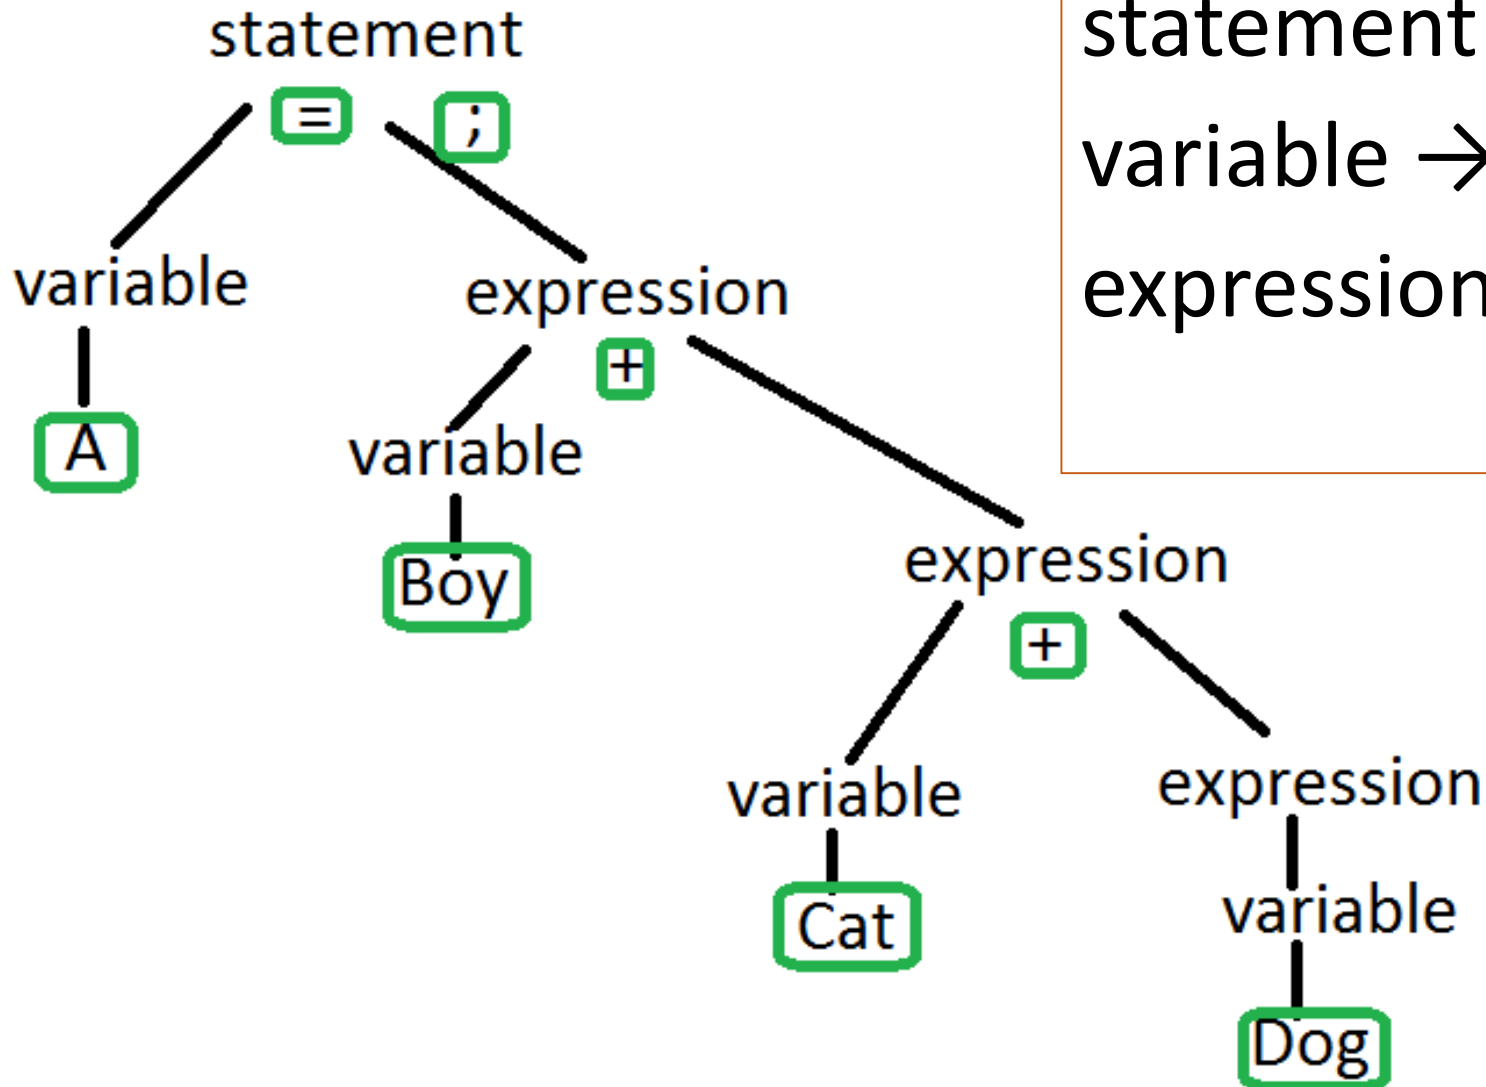 statement
= ;
variable
expression
+
A
variable
Boy
expression
+
variable
expression
Cat
variable
Dog
statement
variable →
expression